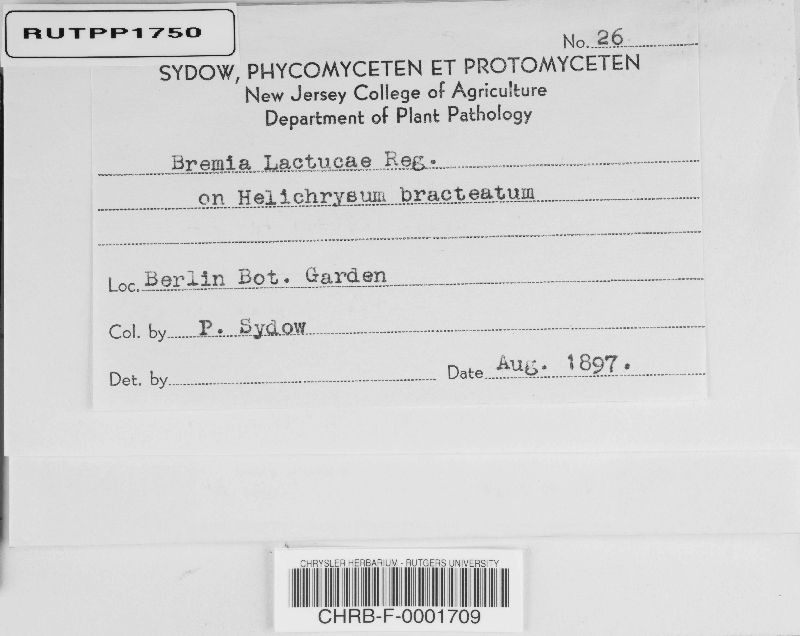 RUTPP1750
No. 26
SYDOW, PHYCOMYCETEN ET PROTOMYCETEN
New Jersey College of Agriculture
Department of Plant Pathology
Bremia Lactucae Reg.
on Helichrysum bracteatum
Loc. Berlin Bot. Garden
Col. by P. Sydow
Det. by
Date Aug. 1897.
CHRYSLER HERBARIUM - RUTGERS UNIVERSITY
CHRB-F-0001709